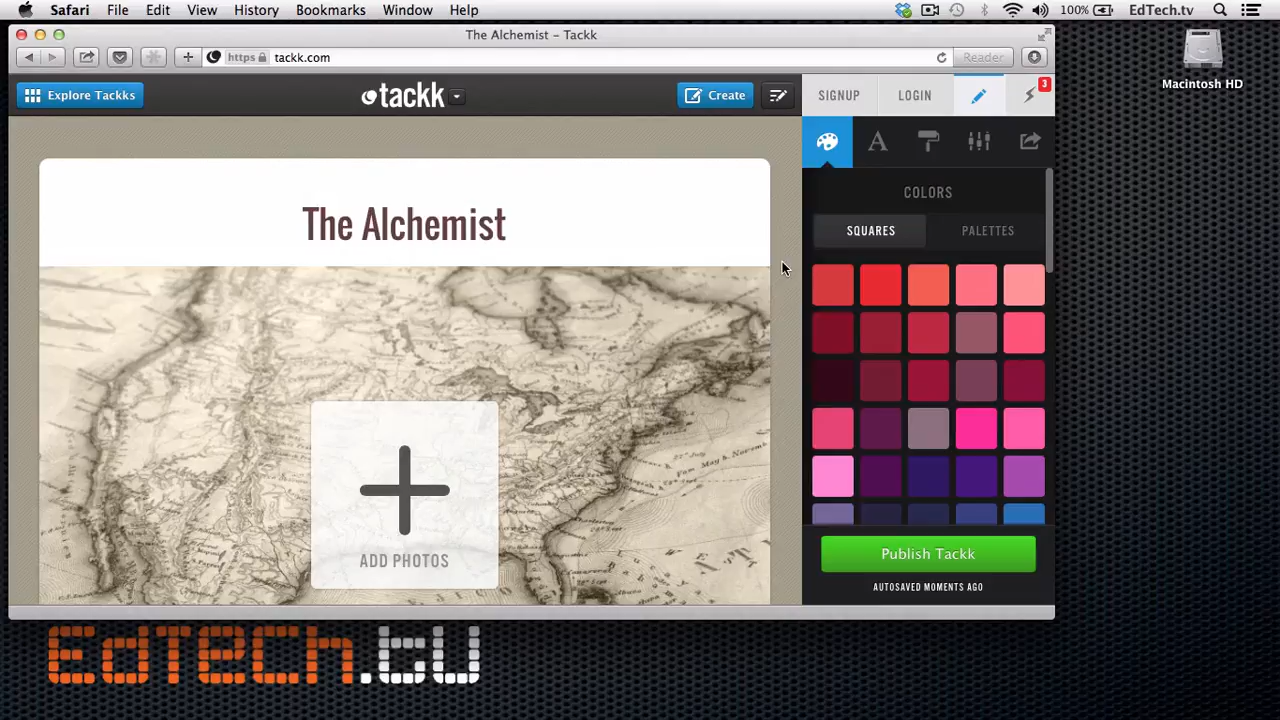 Safari File Edit View History Bookmarks Window Help 100% EdTech.tv
The Alchemist – Tackk
https tackk.com Reader
Macintosh HD
Explore Tackks tackk Create SIGNUP LOGIN 3
A
COLORS
SQUARES PALETTES
The Alchemist
ADD PHOTOS
Publish Tackk
AUTOSAVED MOMENTS AGO
EdTech.tv